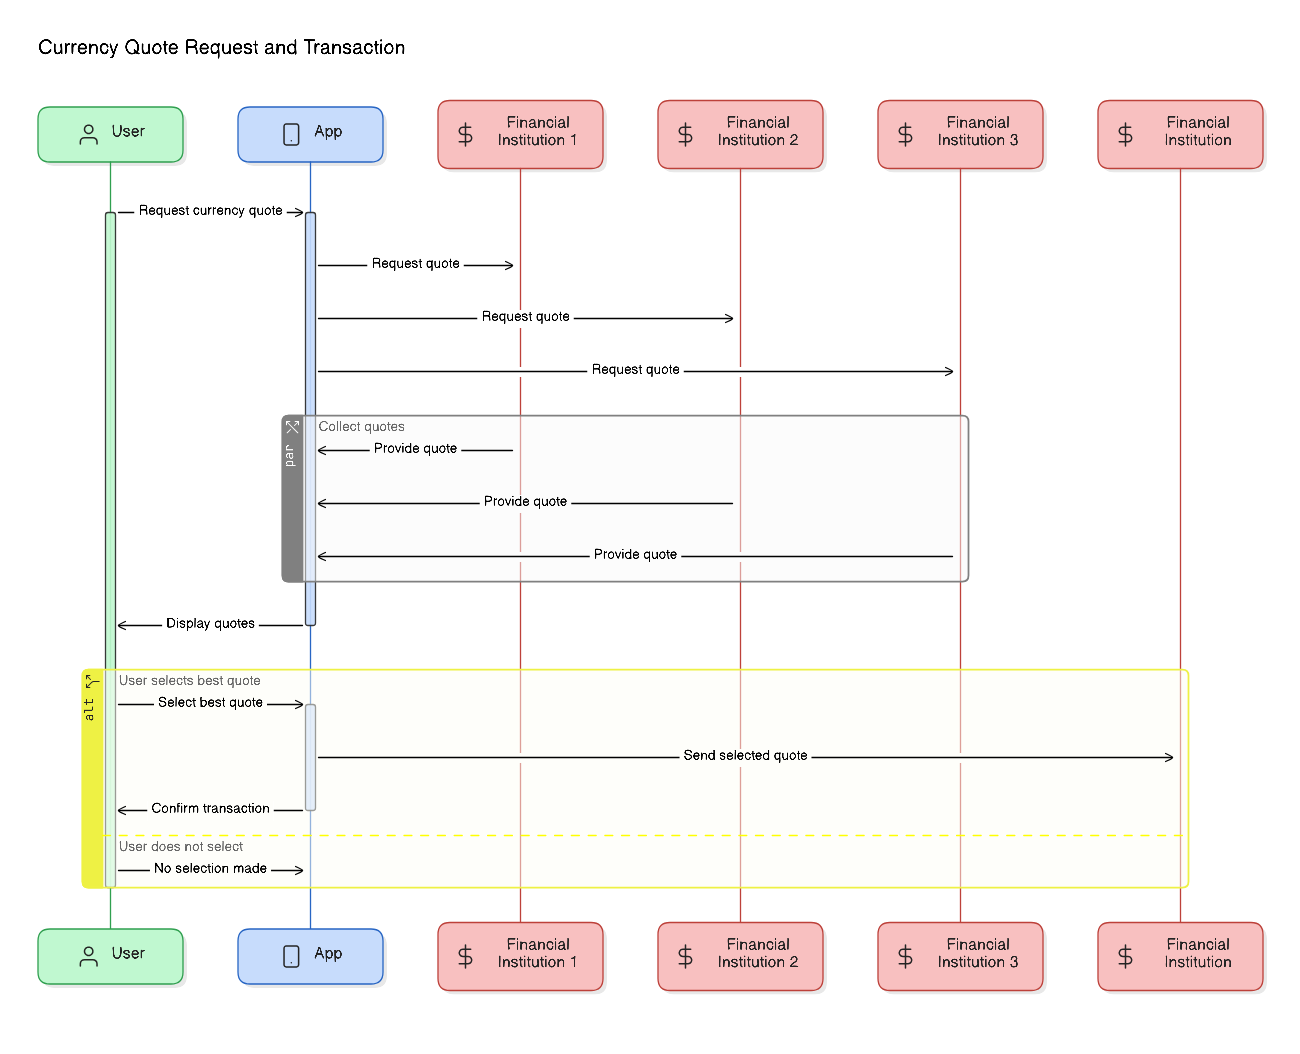 Currency Quote Request and Transaction
User
App
Financial
Institution 1
Financial
Institution 2
Financial
Institution 3
Financial
Institution
Request currency quote
Request quote
Request quote
Request quote
par
Collect quotes
Provide quote
Provide quote
Provide quote
Display quotes
alt
User selects best quote
Select best quote
Send selected quote
Confirm transaction
User does not select
No selection made
User
App
Financial
Institution 1
Financial
Institution 2
Financial
Institution 3
Financial
Institution